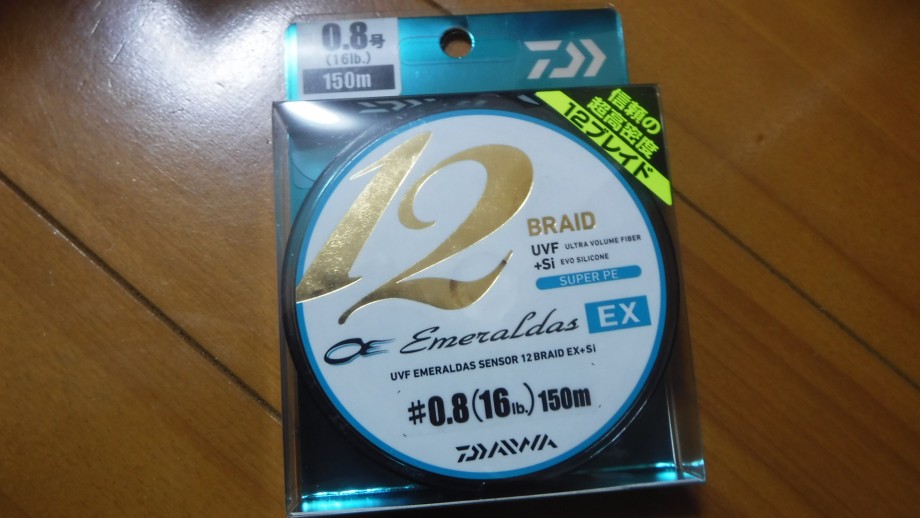 0.8号
(16lb.)
150m
信頼の
超高密度
12ブレイド
12
BRAID
UVF ULTRA VOLUME FIBER
+Si EVO SILICONE
SUPER PE
Emeraldas EX
UVF EMERALDAS SENSOR 12 BRAID EX+Si
#0.8(16lb.)150m
DAIWA